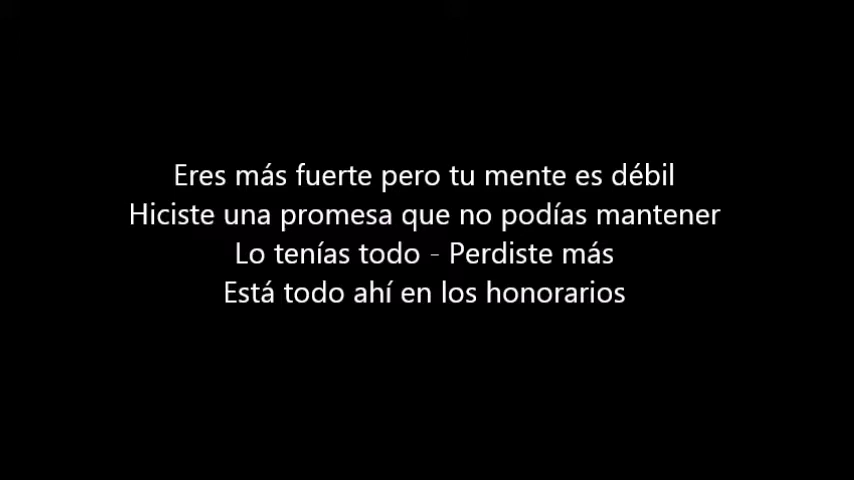 Eres más fuerte pero tu mente es débil
Hiciste una promesa que no podías mantener
Lo tenías todo - Perdiste más
Está todo ahí en los honorarios